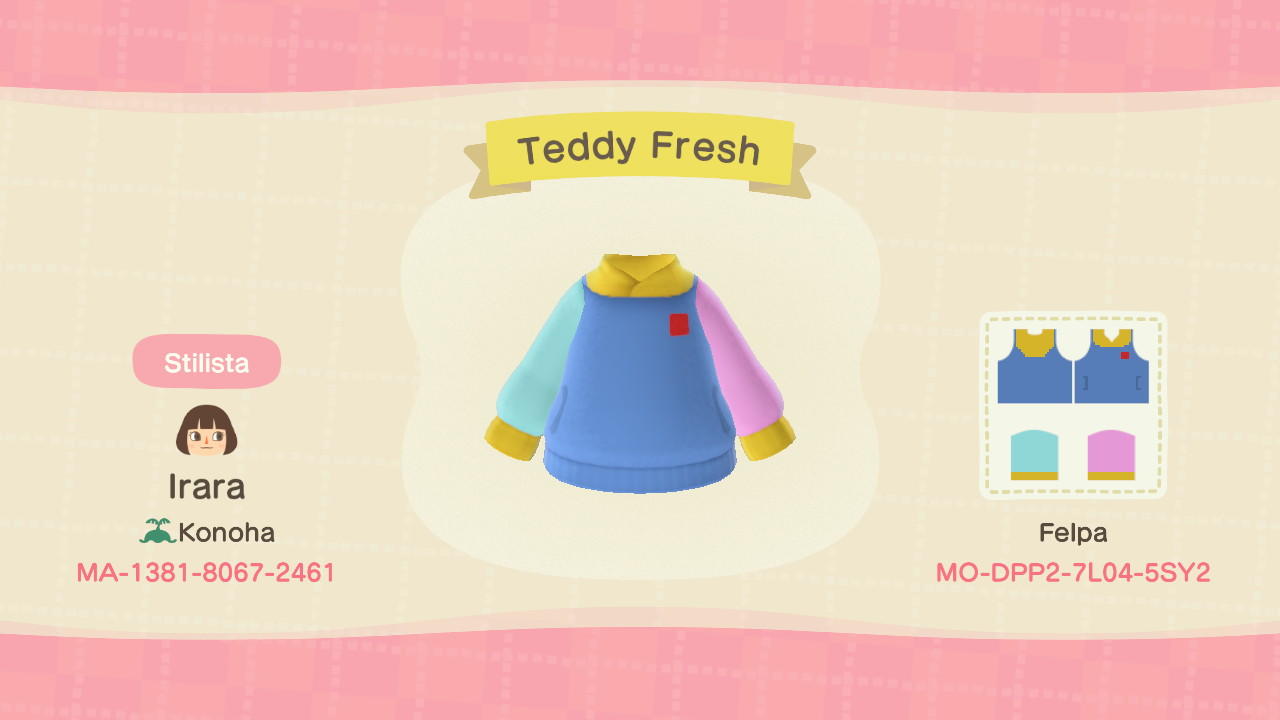 Teddy Fresh
Stilista
Irara
Konoha
MA-1381-8067-2461
Felpa
MO-DPP2-7L04-5SY2